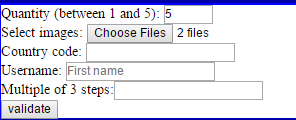 Quantity (between 1 and 5): 5
Select images: Choose Files 2 files
Country code:
Username: First name
Multiple of 3 steps:
validate